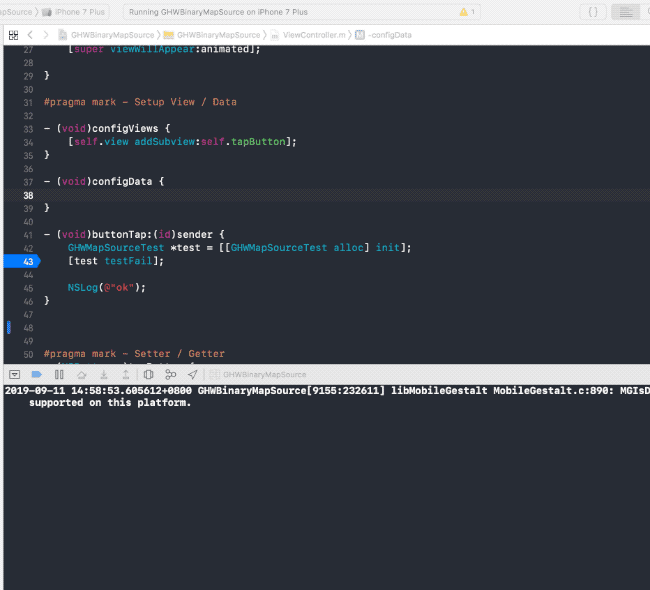 apSource iPhone 7 Plus Running GHWBinaryMapSource on iPhone 7 Plus 1 { }
GHWBinaryMapSource GHWBinaryMapSource ViewController.m M -configData
27 [super viewWillAppear:animated];
28
29 }
30
31 #pragma mark - Setup View / Data
32
33 - (void)configViews {
34 [self.view addSubview:self.tapButton];
35 }
36
37 - (void)configData {
38
39 }
40
41 - (void)buttonTap:(id)sender {
42 GHWMapSourceTest *test = [[GHWMapSourceTest alloc] init];
43 [test testFail];
44
45 NSLog(@"ok");
46 }
47
48
49
50 #pragma mark - Setter / Getter
GHWBinaryMapSource
2019-09-11 14:58:53.605612+0800 GHWBinaryMapSource[9155:232611] libMobileGestalt MobileGestalt.c:890: MGIsD
supported on this platform.